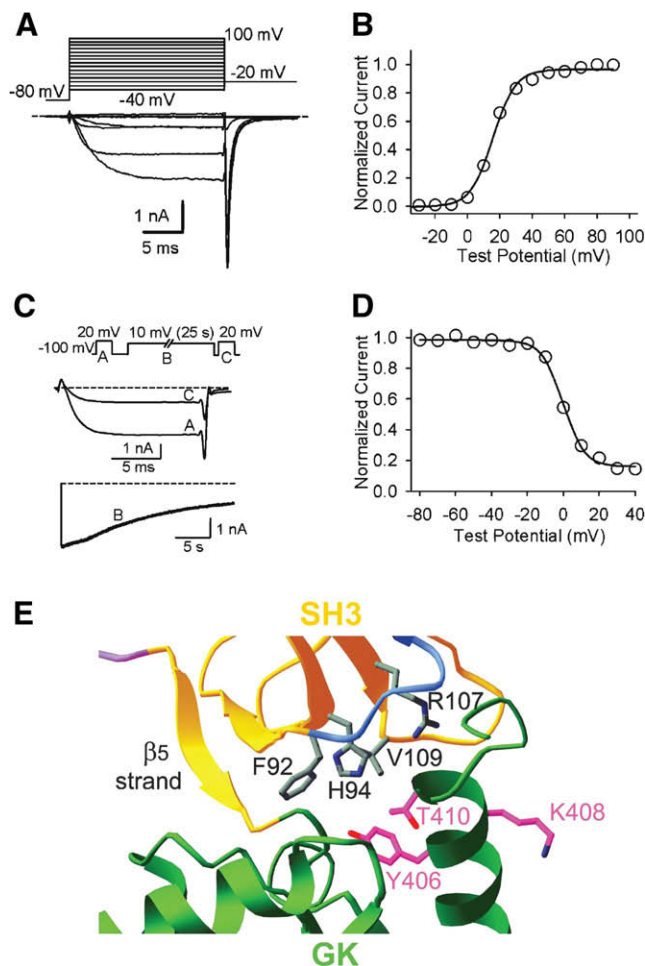 A
100 mV
-20 mV
-80 mV
-40 mV
1 nA
5 ms
B
Normalized Current
1.0
0.8
0.6
0.4
0.2
0.0
-20 0 20 40 60 80 100
Test Potential (mV)
C
20 mV 10 mV (25 s) 20 mV
-100 mV
A B C
C
A
1 nA
5 ms
B
1 nA
5 s
D
Normalized Current
1.0
0.8
0.6
0.4
0.2
0.0
-80 -60 -40 -20 0 20 40
Test Potential (mV)
E
SH3
R107
β5
strand
F92
V109
H94
T410
K408
Y406
GK